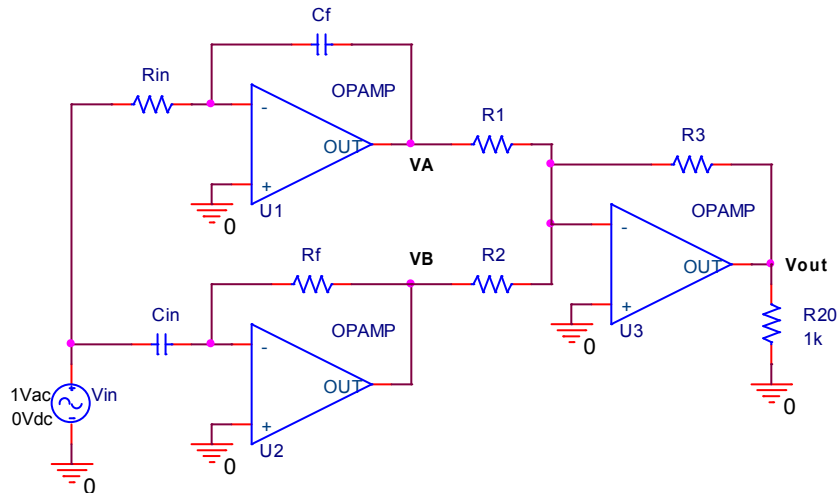 Cf
Rin
OPAMP
-
OUT
+
U1
0
VA
R1
R3
OPAMP
-
OUT
+
U3
0
Vout
R20
1k
0
VB
Rf
R2
Cin
OPAMP
-
OUT
+
U2
0
1Vac
0Vdc
Vin
+
-
0